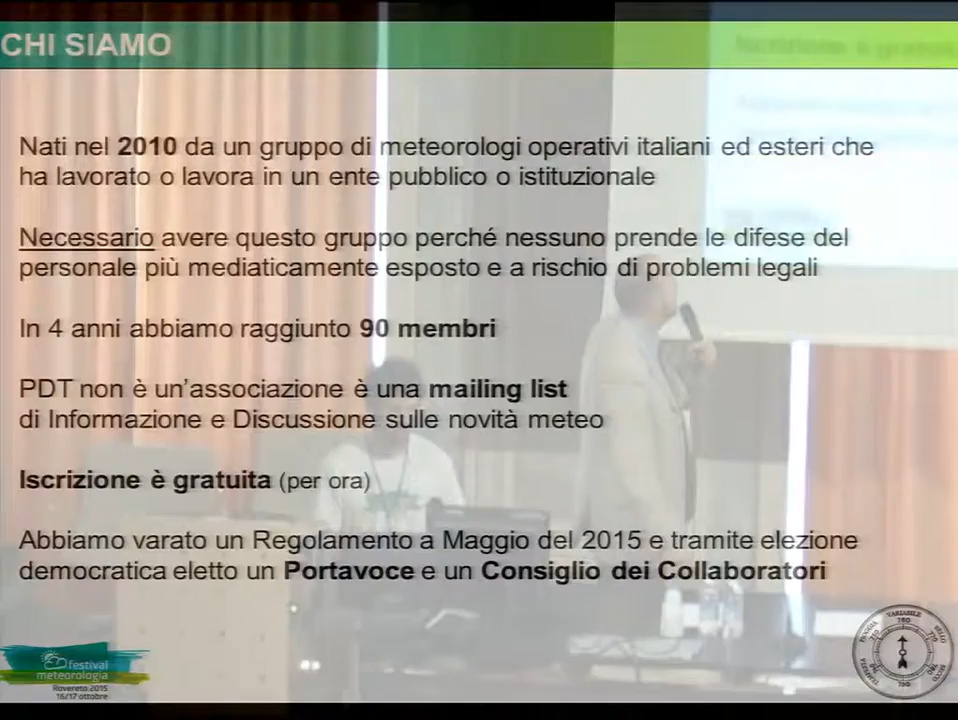 CHI SIAMO
Nati nel 2010 da un gruppo di meteorologi operativi italiani ed esteri che
ha lavorato o lavora in un ente pubblico o istituzionale
Necessario avere questo gruppo perché nessuno prende le difese del
personale più mediaticamente esposto e a rischio di problemi legali
In 4 anni abbiamo raggiunto 90 membri
PDT non è un'associazione è una mailing list
di Informazione e Discussione sulle novità meteo
Iscrizione è gratuita (per ora)
Abbiamo varato un Regolamento a Maggio del 2015 e tramite elezione
democratica eletto un Portavoce e un Consiglio dei Collaboratori
festival
meteorologia
Rovereto 2015
16/17 ottobre
VARIABILE
760